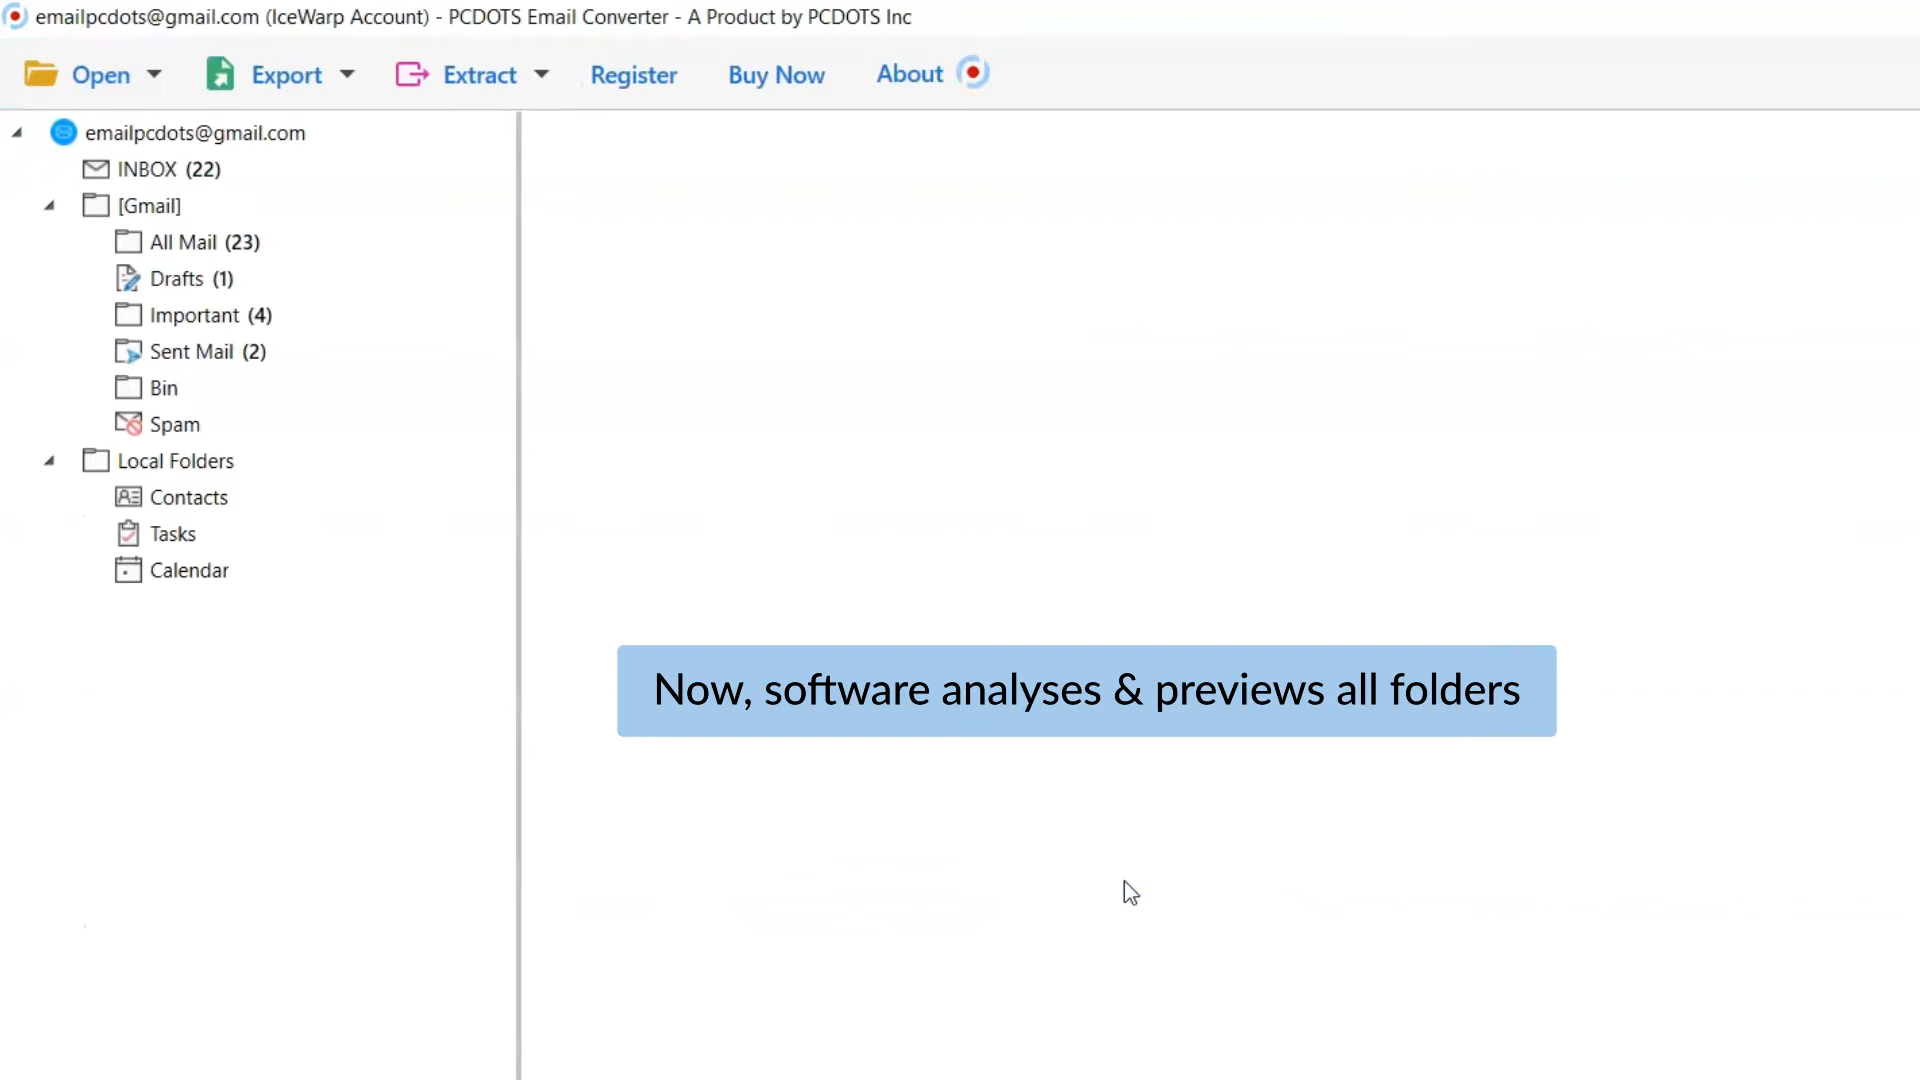 emailpcdots@gmail.com (IceWarp Account) - PCDOTS Email Converter - A Product by PCDOTS Inc
Open Export Extract Register Buy Now About
emailpcdots@gmail.com
INBOX (22)
[Gmail]
All Mail (23)
Drafts (1)
Important (4)
Sent Mail (2)
Bin
Spam
Local Folders
Contacts
Tasks
Calendar
Now, software analyses & previews all folders